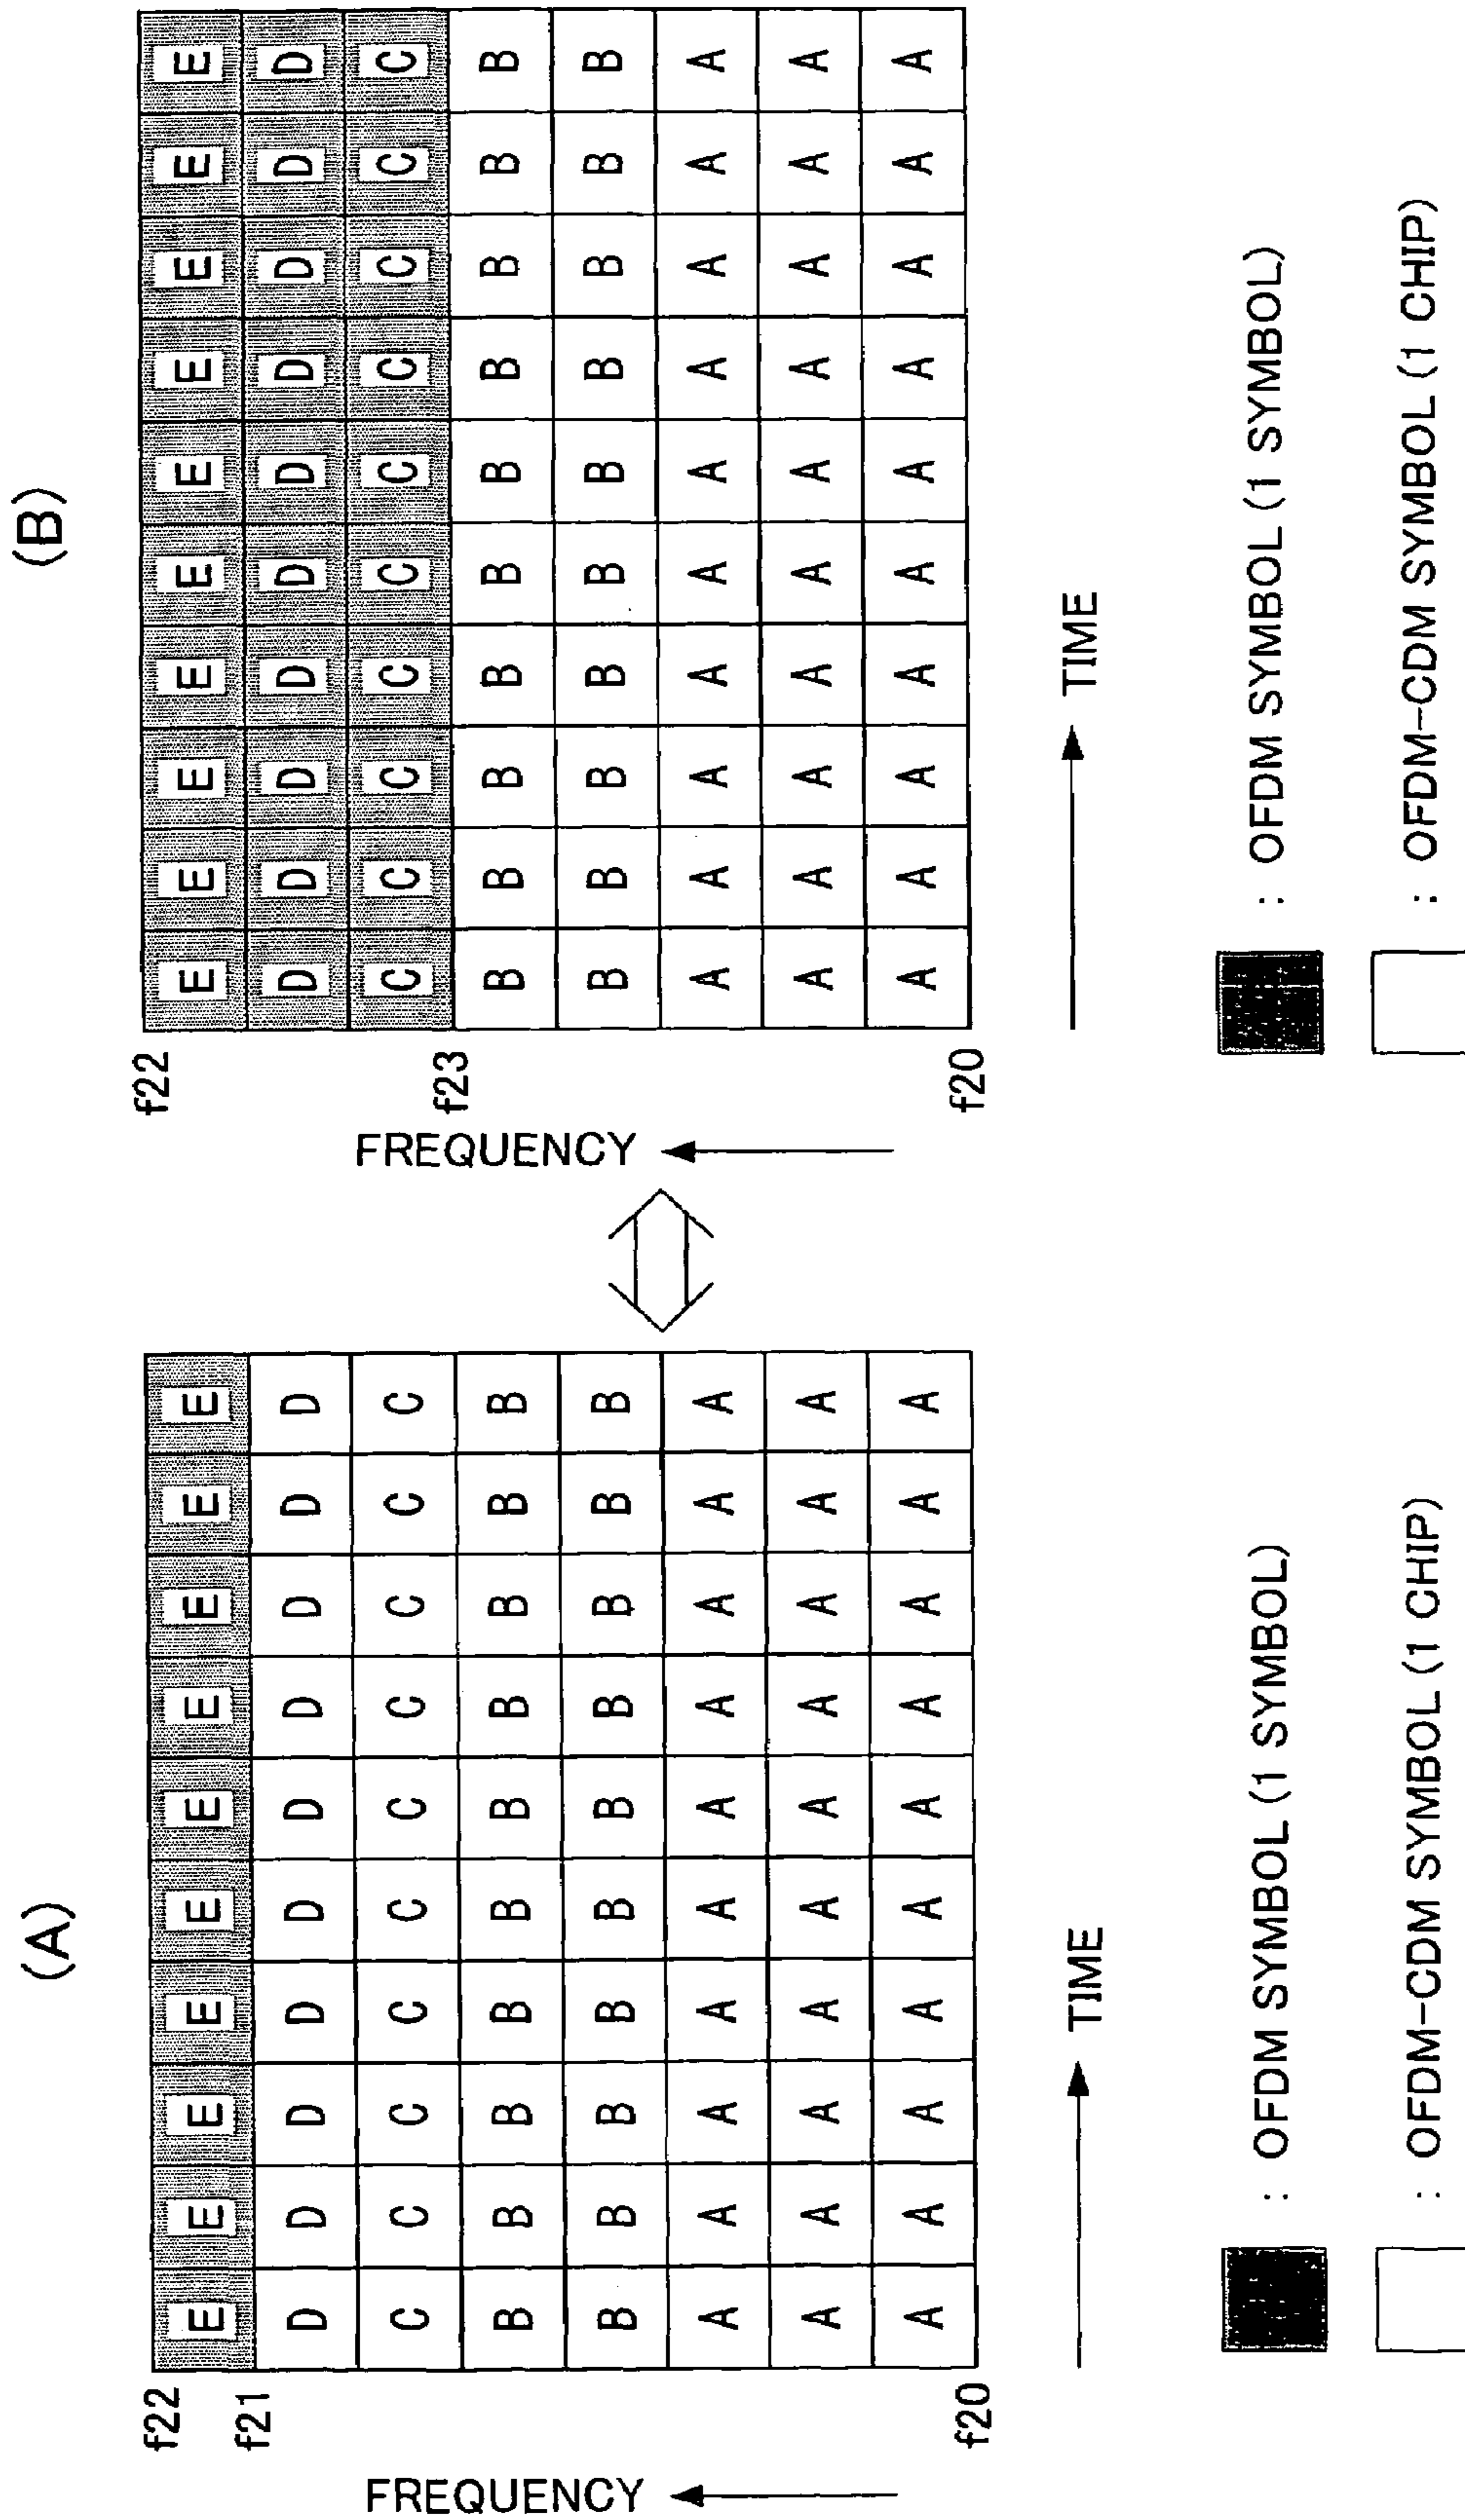 (A)
f22
f21
f20
FREQUENCY
E E E E E E E E E E
D D D D D D D D D D
C C C C C C C C C C
B B B B B B B B B B
B B B B B B B B B B
A A A A A A A A A A
A A A A A A A A A A
A A A A A A A A A A
TIME
: OFDM SYMBOL (1 SYMBOL)
: OFDM-CDM SYMBOL (1 CHIP)
(B)
f22
f23
f20
FREQUENCY
E E E E E E E E E E
D D D D D D D D D D
C C C C C C C C C C
B B B B B B B B B B
B B B B B B B B B B
A A A A A A A A A A
A A A A A A A A A A
A A A A A A A A A A
TIME
: OFDM SYMBOL (1 SYMBOL)
: OFDM-CDM SYMBOL (1 CHIP)